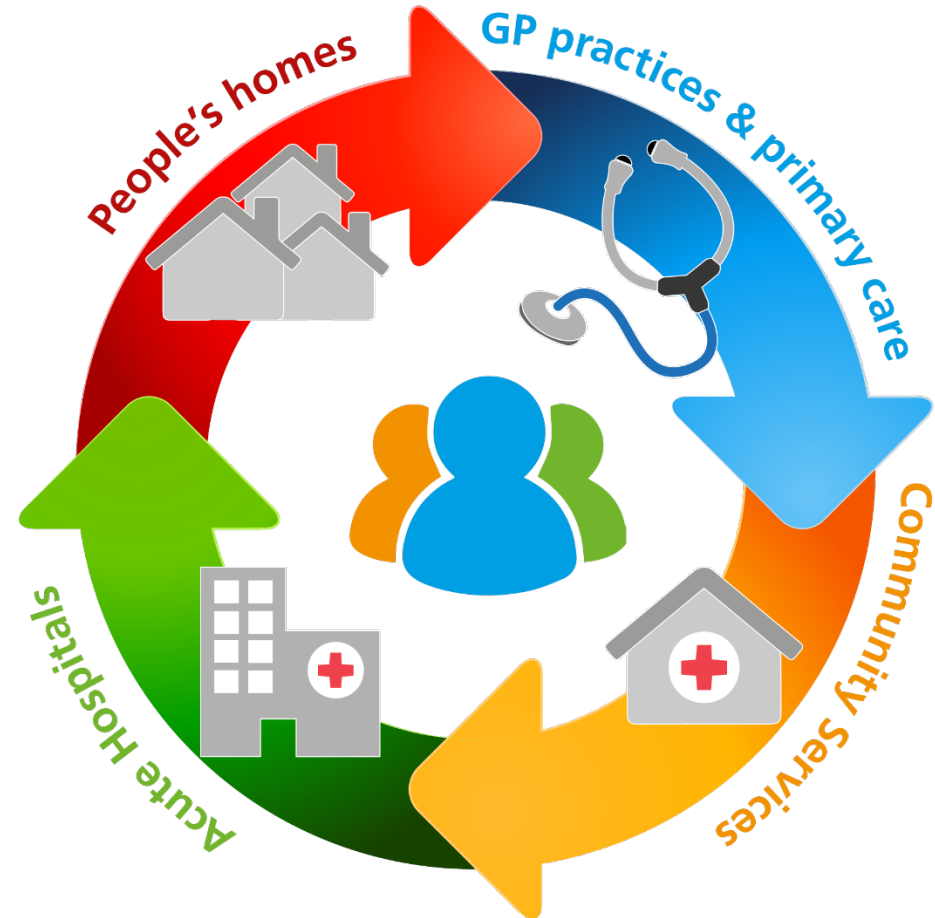 People's homes
GP practices & primary care
Community Services
Acute Hospitals